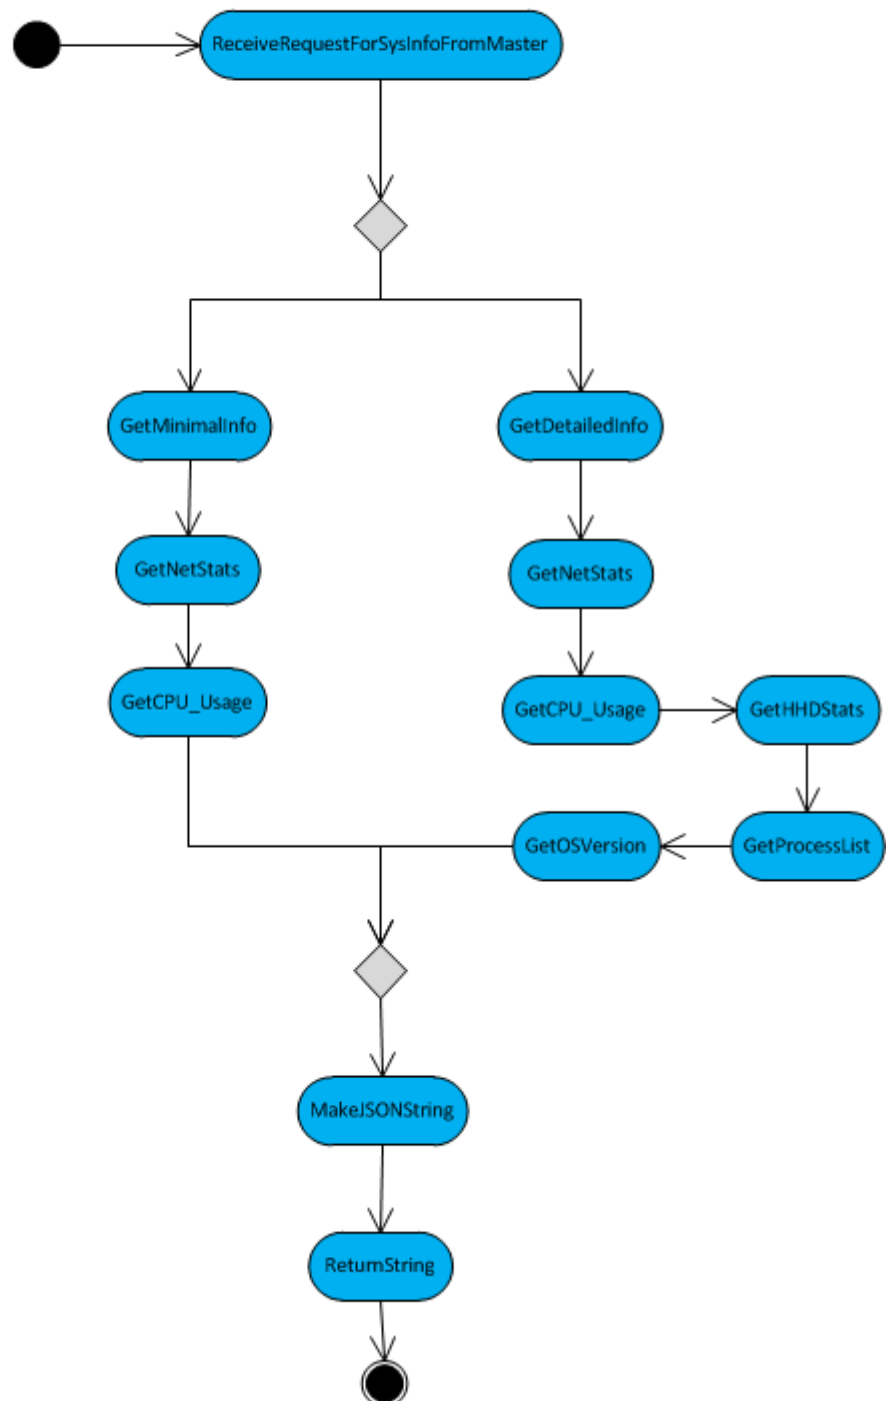 ReceiveRequestForSysInfoFromMaster
GetMinimalInfo
GetDetailedInfo
GetNetStats
GetNetStats
GetCPU_Usage
GetCPU_Usage
GetHHDStats
GetOSVersion
GetProcessList
MakeJSONString
ReturnString